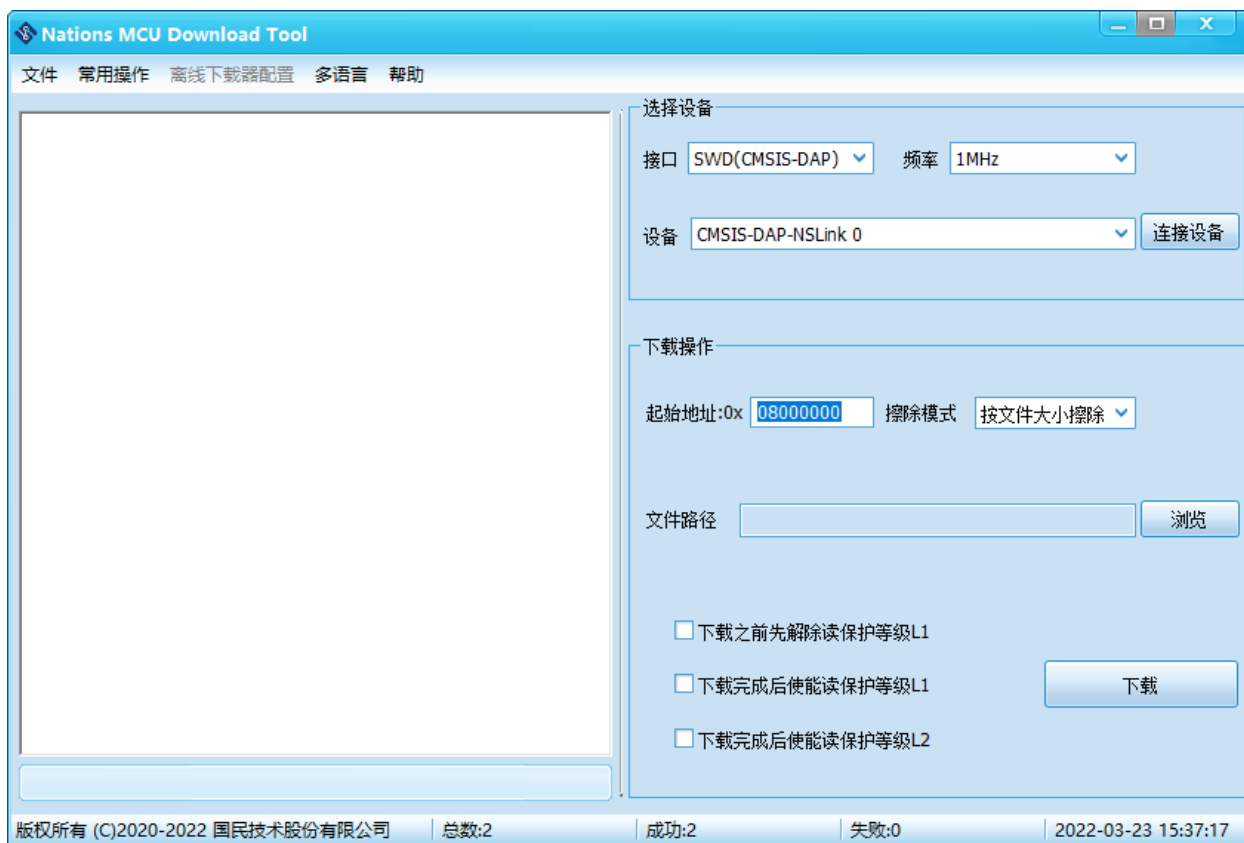 Nations MCU Download Tool
文件 常用操作 离线下载器配置 多语言 帮助
选择设备
接口 SWD(CMSIS-DAP) 频率 1MHz
设备 CMSIS-DAP-NSLink 0 连接设备
下载操作
起始地址:0x 08000000 擦除模式 按文件大小擦除
文件路径 浏览
下载之前先解除读保护等级L1
下载完成后使能读保护等级L1
下载
下载完成后使能读保护等级L2
版权所有 (C)2020-2022 国民技术股份有限公司 总数:2 成功:2 失败:0 2022-03-23 15:37:17